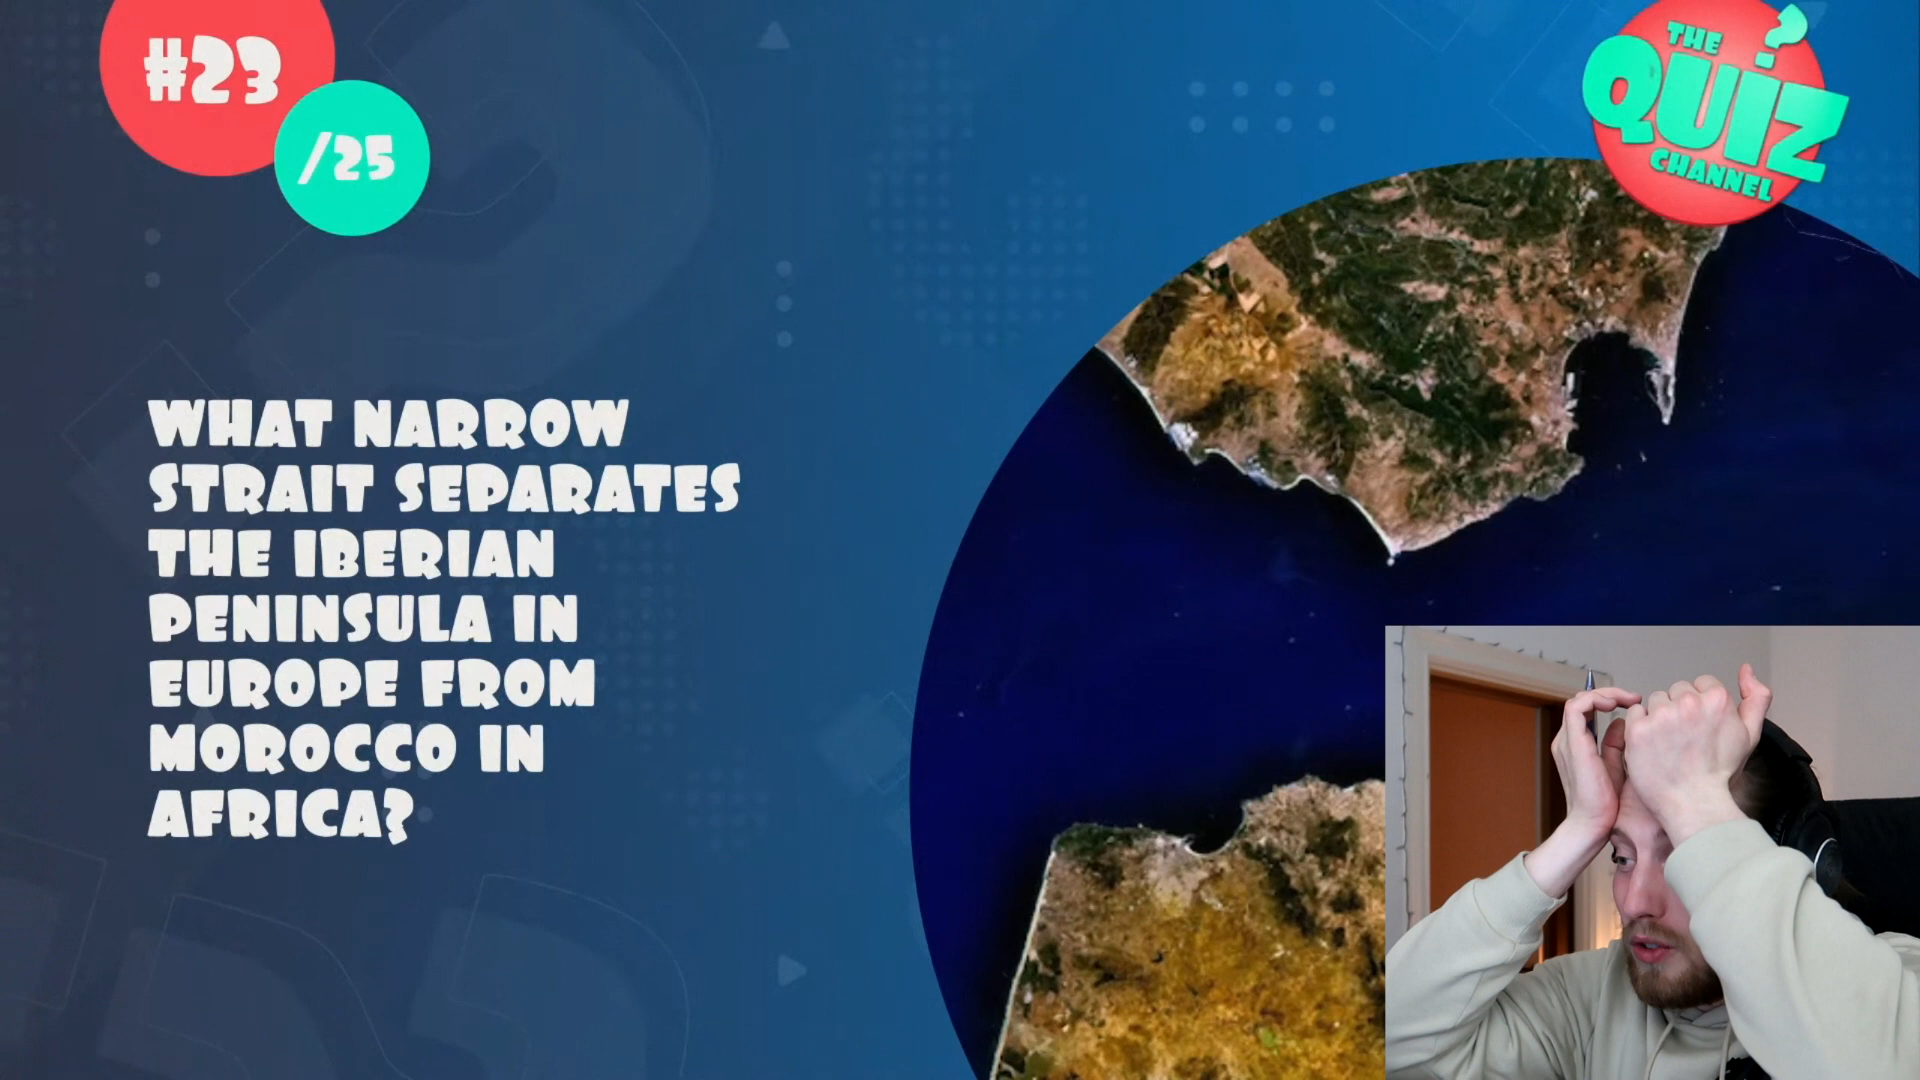 #23
/25
THE
QUIZ
CHANNEL
WHAT NARROW
STRAIT SEPARATES
THE IBERIAN
PENINSULA IN
EUROPE FROM
MOROCCO IN
AFRICA?